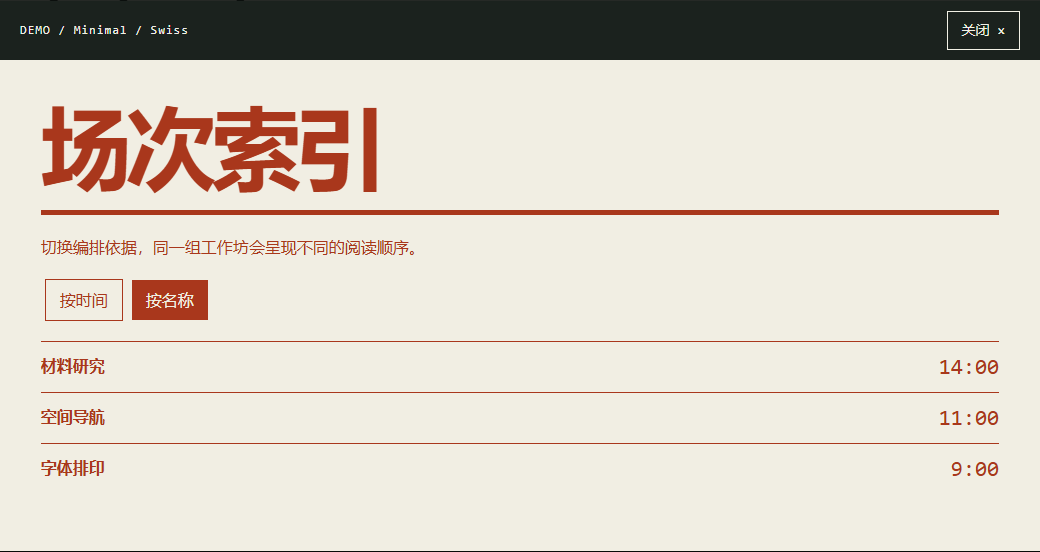 DEMO / Minimal / Swiss
关闭 ×
场次索引
切换编排依据，同一组工作坊会呈现不同的阅读顺序。
按时间 按名称
材料研究 14:00
空间导航 11:00
字体排印 9:00